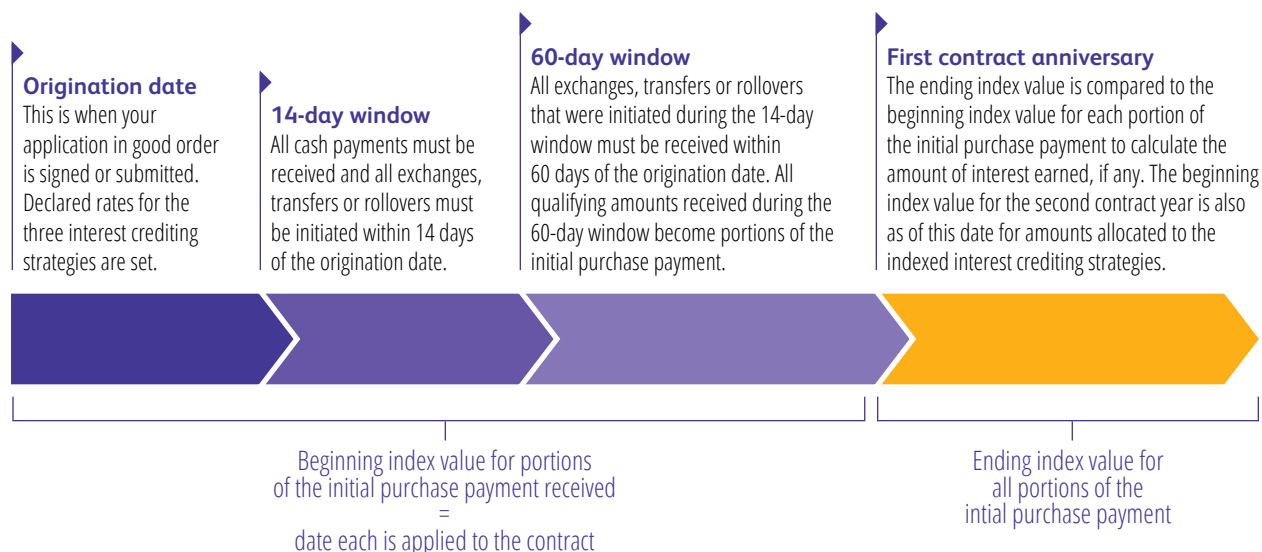 Origination date
This is when your
application in good order
is signed or submitted.
Declared rates for the
three interest crediting
strategies are set.
14-day window
All cash payments must be
received and all exchanges,
transfers or rollovers must
be initiated within 14 days
of the origination date.
60-day window
All exchanges, transfers or rollovers
that were initiated during the 14-day
window must be received within
60 days of the origination date. All
qualifying amounts received during the
60-day window become portions of the
initial purchase payment.
First contract anniversary
The ending index value is compared to the
beginning index value for each portion of
the initial purchase payment to calculate the
amount of interest earned, if any. The beginning
index value for the second contract year is also
as of this date for amounts allocated to the
indexed interest crediting strategies.
Beginning index value for portions
of the initial purchase payment received
=
date each is applied to the contract
Ending index value for
all portions of the
intial purchase payment